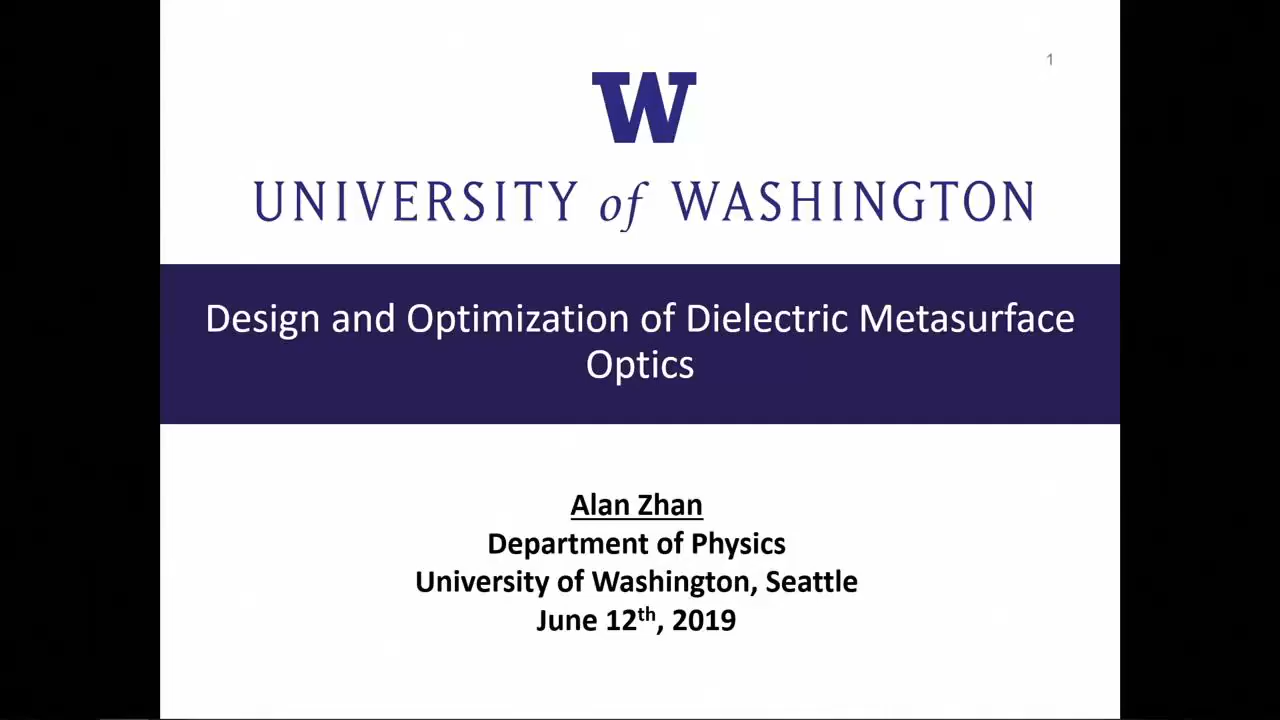 1
W
UNIVERSITY of WASHINGTON
Design and Optimization of Dielectric Metasurface
Optics
Alan Zhan
Department of Physics
University of Washington, Seattle
June 12th, 2019